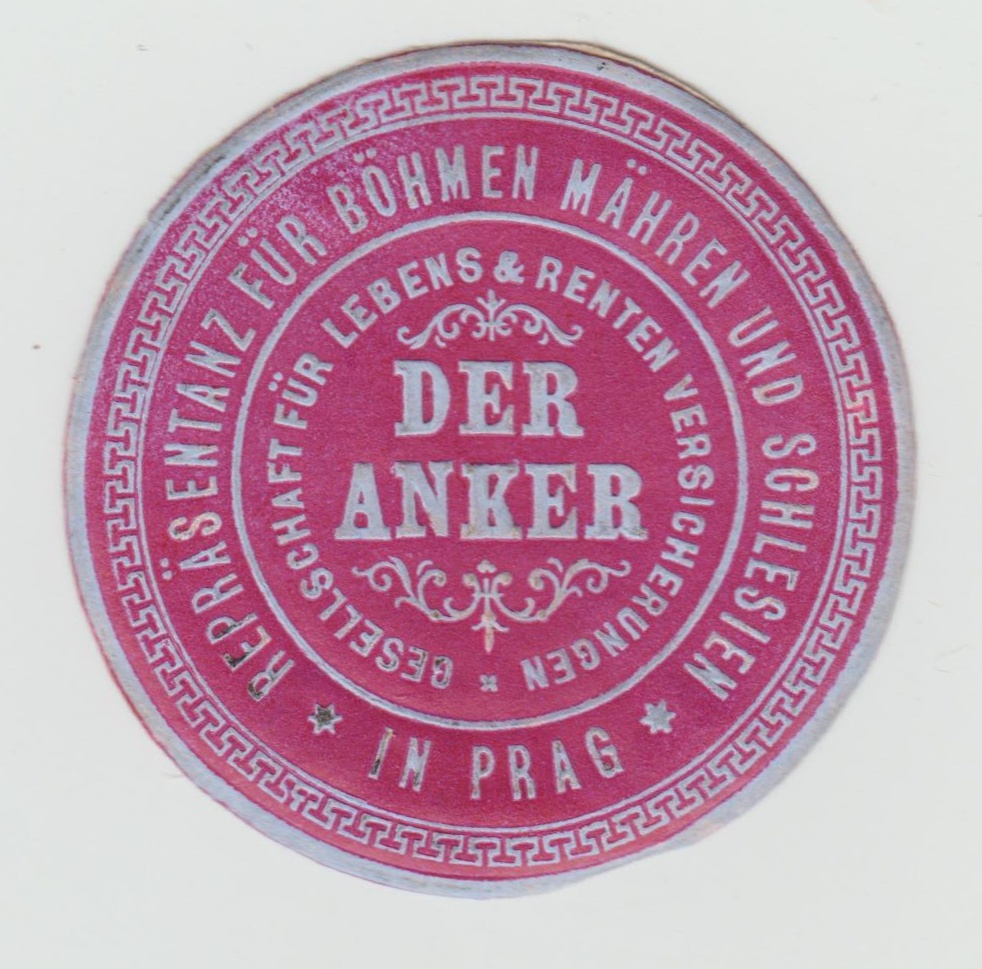 REPRÄSENTANZ FÜR BÖHMEN MÄHREN UND SCHLESIEN
IN PRAG
GESELLSCHAFT FÜR LEBENS & RENTEN VERSICHERUNGEN
DER
ANKER